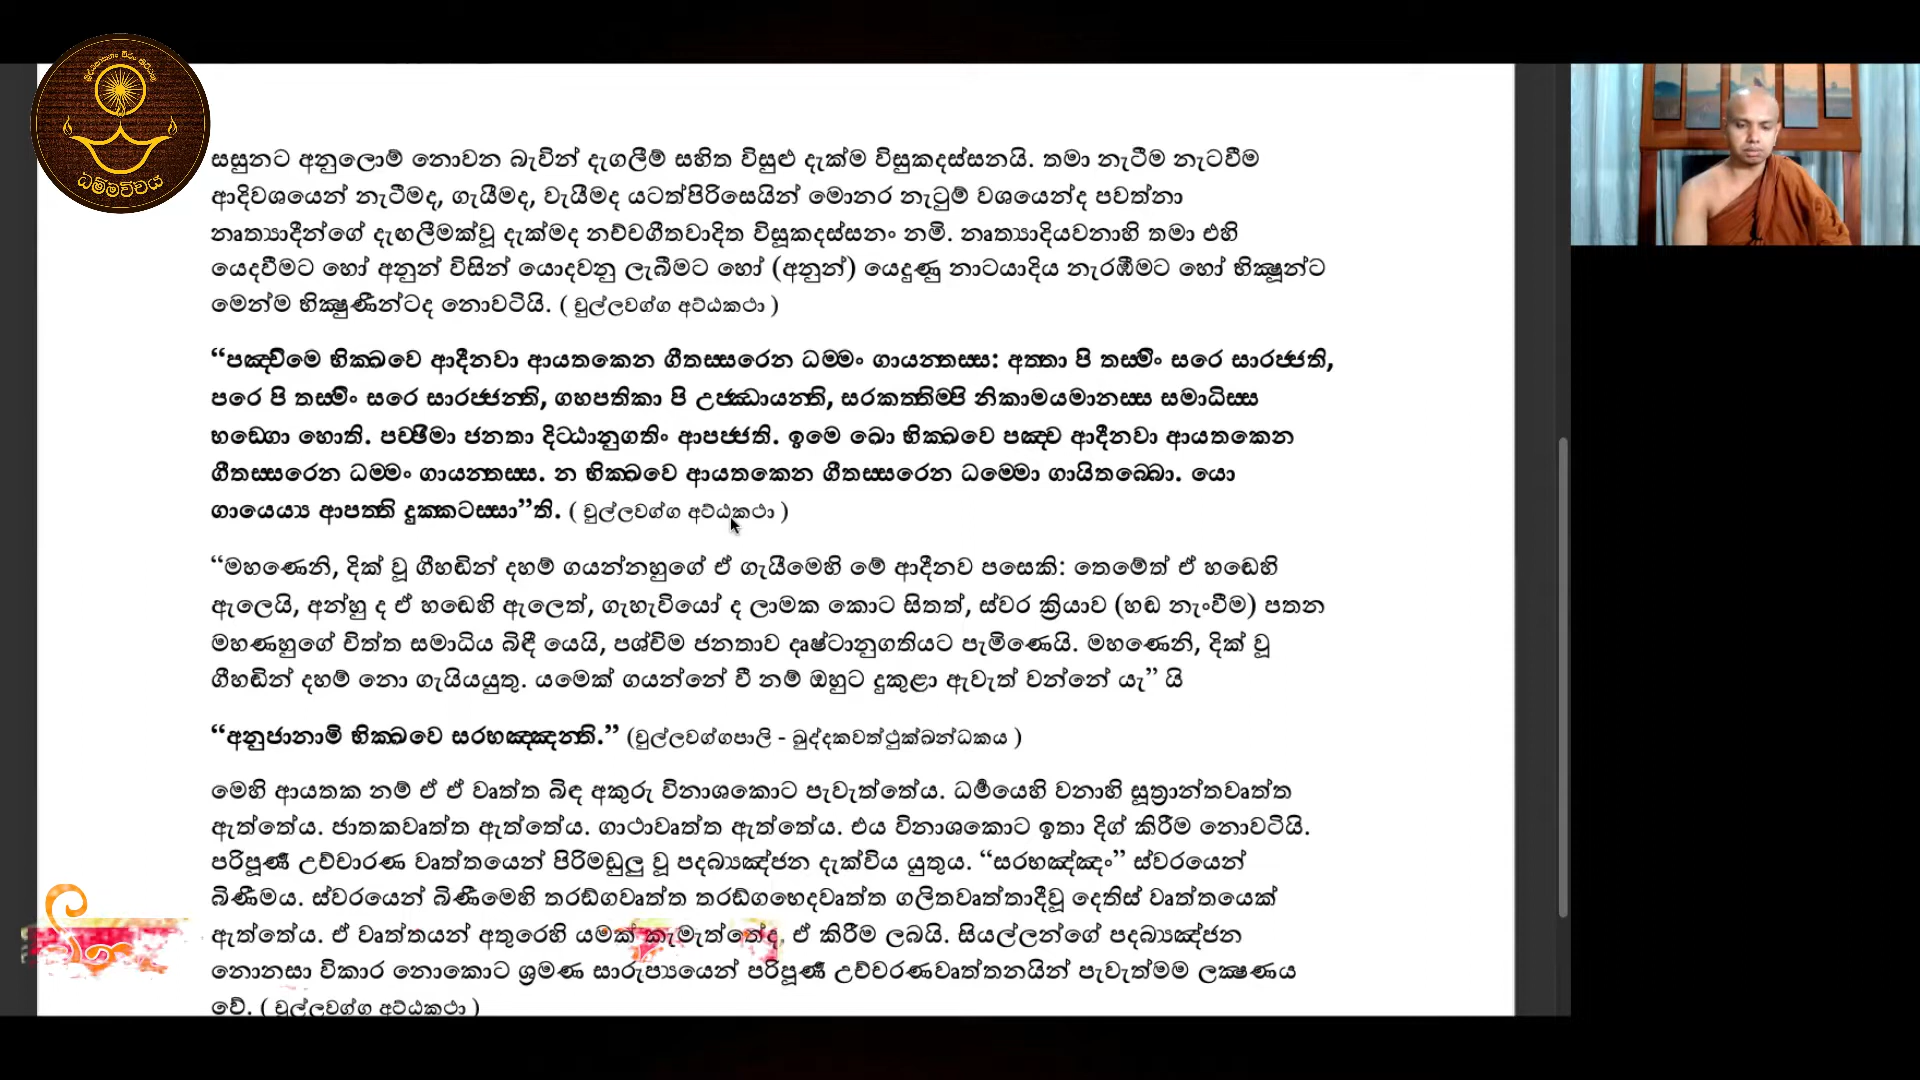 ධම්මවිචය
සසුනට අනුලොම් නොවන බැවින් දැගලීම් සහිත විසුළු දැක්ම විසුකදස්සනයි. තමා නැටීම නැටවීම
ආදිවශයෙන් නැටීමද, ගැයීමද, වැයීමද යටත්පිරිසෙයින් මොනර නැටුම් වශයෙන්ද පවත්නා
නෘත්‍යාදීන්ගේ දැඟලීමක්වූ දැක්මද නච්චගීතවාදිත විසූකදස්සනං නමි. නෘත්‍යාදියවනාහි තමා එහි
යෙදවීමට හෝ අනුන් විසින් යොදවනු ලැබීමට හෝ (අනුන්) යෙදුණු නාටයාදිය නැරඹීමට හෝ භික්‍ෂූන්ට
මෙන්ම භික්‍ෂුණීන්ටද නොවටියි. ( චුල්ලවග්ග අට්ඨකථා )
“පඤ්චිමෙ භික්ඛවෙ ආදීනවා ආයතකෙන ගීතස්සරෙන ධම්මං ගායන්තස්ස: අත්තා පි තස්මිං සරෙ සාරජ්ජති,
පරෙ පි තස්මිං සරෙ සාරජ්ජන්ති, ගහපතිකා පි උජ්ඣායන්ති, සරකත්තිම්පි නිකාමයමානස්ස සමාධිස්ස
භඞ්ගො හොති. පච්ඡිමා ජනතා දිට්ඨානුගතිං ආපජ්ජති. ඉමෙ ඛො භික්ඛවෙ පඤ්ච ආදීනවා ආයතකෙන
ගීතස්සරෙන ධම්මං ගායන්තස්ස. න භික්ඛවෙ ආයතකෙන ගීතස්සරෙන ධම්මො ගායිතබ්බො. යො
ගායෙය්‍ය ආපත්ති දුක්කටස්සා”ති. ( චුල්ලවග්ග අට්ඨකථා )
“මහණෙනි, දික් වූ ගීහඬින් දහම් ගයන්නහුගේ ඒ ගැයීමෙහි මේ ආදීනව පසෙකි: තෙමේත් ඒ හඬෙහි
ඇලෙයි, අන්හු ද ඒ හඬෙහි ඇලෙත්, ගැහැවියෝ ද ලාමක කොට සිතත්, ස්වර ක්‍රියාව (හඬ නැංවීම) පතන
මහණහුගේ චිත්ත සමාධිය බිඳී යෙයි, පශ්චිම ජනතාව දෘෂ්ටානුගතියට පැමිණෙයි. මහණෙනි, දික් වූ
ගීහඬින් දහම් නො ගැයියයුතු. යමෙක් ගයන්නේ වී නම් ඔහුට දුකුළා ඇවැත් වන්නේ යැ” යි
“අනුජානාමි භික්ඛවෙ සරභඤ්ඤන්ති.” (චුල්ලවග්ගපාලි - ඛුද්දකවත්ථුක්ඛන්ධකය )
මෙහි ආයතක නම් ඒ ඒ වෘත්ත බිඳ අකුරු විනාශකොට පැවැත්තේය. ධර්‍මයෙහි වනාහි සූත්‍රාන්තවෘත්ත
ඇත්තේය. ජාතකවෘත්ත ඇත්තේය. ගාථාවෘත්ත ඇත්තේය. එය විනාශකොට ඉතා දිග් කිරීම නොවටියි.
පරිපූර්‍ණ උච්චාරණ වෘත්තයෙන් පිරිමඩුලු වූ පදබ්‍යඤ්ජන දැක්විය යුතුය. “සරභඤ්ඤං” ස්වරයෙන්
බිණීමය. ස්වරයෙන් බිණීමෙහි තරඞ්ගවෘත්ත තරඞ්ගභෙදවෘත්ත ගලිතවෘත්තාදීවූ දෙතිස් වෘත්තයෙක්
ඇත්තේය. ඒ වෘත්තයන් අතුරෙහි යමක් කැමැත්තේද, ඒ කිරීම ලබයි. සියල්ලන්ගේ පදබ්‍යඤ්ජන
නොනසා විකාර නොකොට ශ්‍රමණ සාරුප්‍යයෙන් පරිපූර්‍ණ උච්චරණවෘත්තනයින් පැවැත්මම ලක්‍ෂණය
වේ. ( චුල්ලවග්ග අට්ඨකථා )